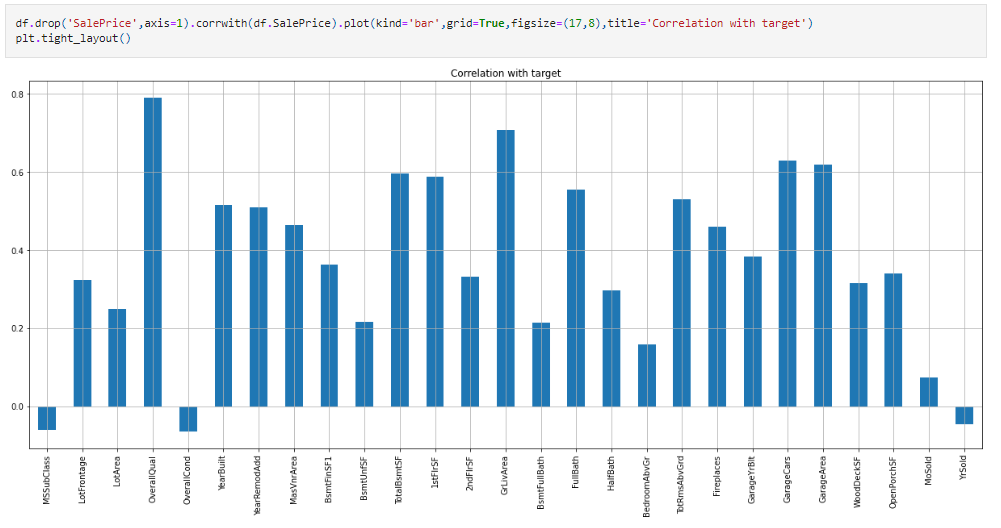 df.drop('SalePrice',axis=1).corrwith(df.SalePrice).plot(kind='bar',grid=True,figsize=(17,8),title='Correlation with target')
plt.tight_layout()
Correlation with target
0.8
0.6
0.4
0.2
0.0
MSSubClass
LotFrontage
LotArea
OverallQual
OverallCond
YearBuilt
YearRemodAdd
MasVnrArea
BsmtFinSF1
BsmtUnfSF
TotalBsmtSF
1stFlrSF
2ndFlrSF
GrLivArea
BsmtFullBath
FullBath
HalfBath
BedroomAbvGr
TotRmsAbvGrd
Fireplaces
GarageYrBlt
GarageCars
GarageArea
WoodDeckSF
OpenPorchSF
MoSold
YrSold